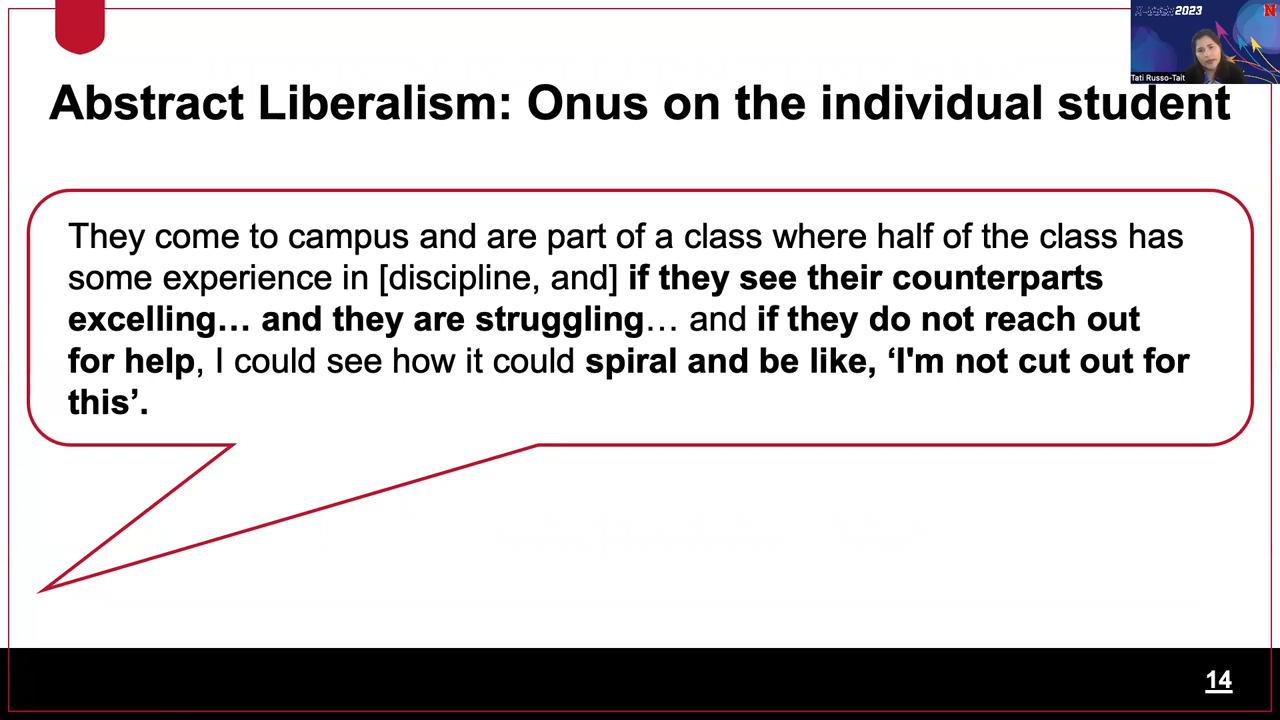 2023
N
Tati Russo-Tait
Abstract Liberalism: Onus on the individual student
They come to campus and are part of a class where half of the class has
some experience in [discipline, and] if they see their counterparts
excelling… and they are struggling… and if they do not reach out
for help, I could see how it could spiral and be like, ‘I'm not cut out for
this’.
14